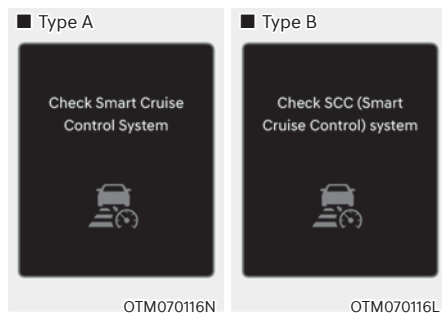 ■ Type A
Check Smart Cruise
Control System
OTM070116N
■ Type B
Check SCC (Smart
Cruise Control) system
OTM070116L